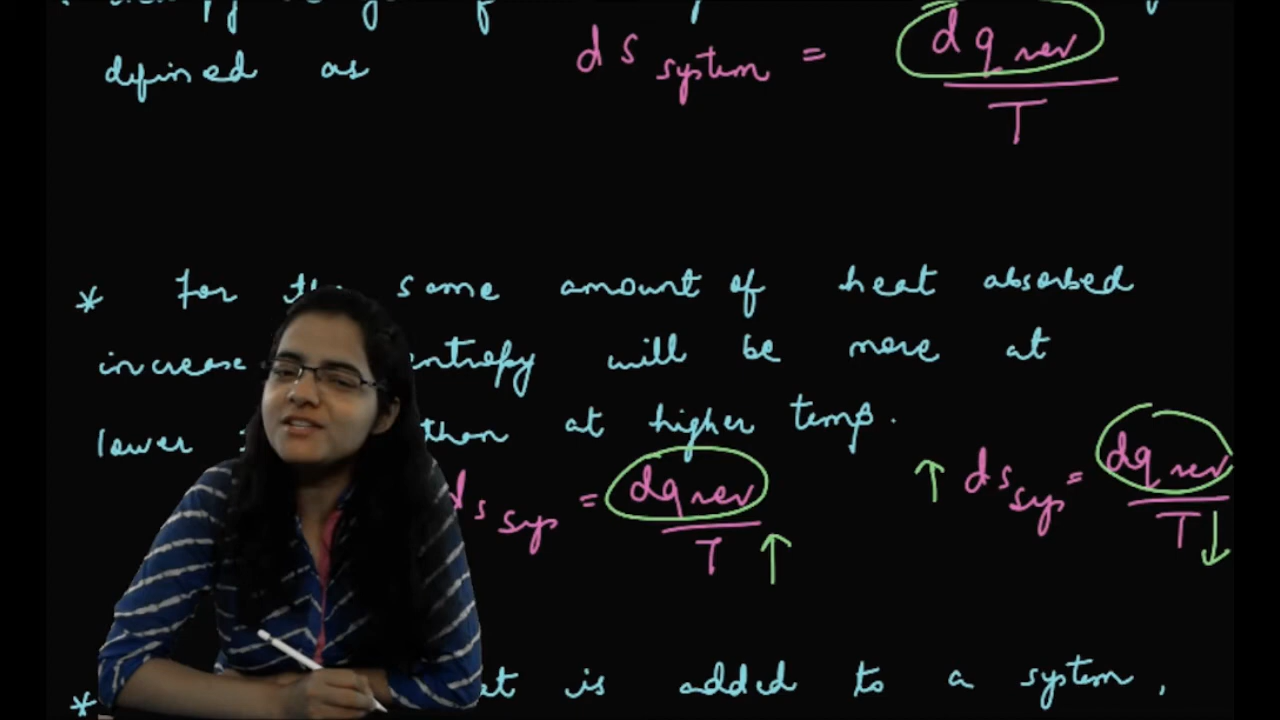 defined as dS system = dq rev / T
* for the same amount of heat absorbed
increase entropy will be more at
lower than at higher temp.
ds sys = dq rev / T ↑ ↑ ds sys = dq rev / T ↓
* is added to a system,